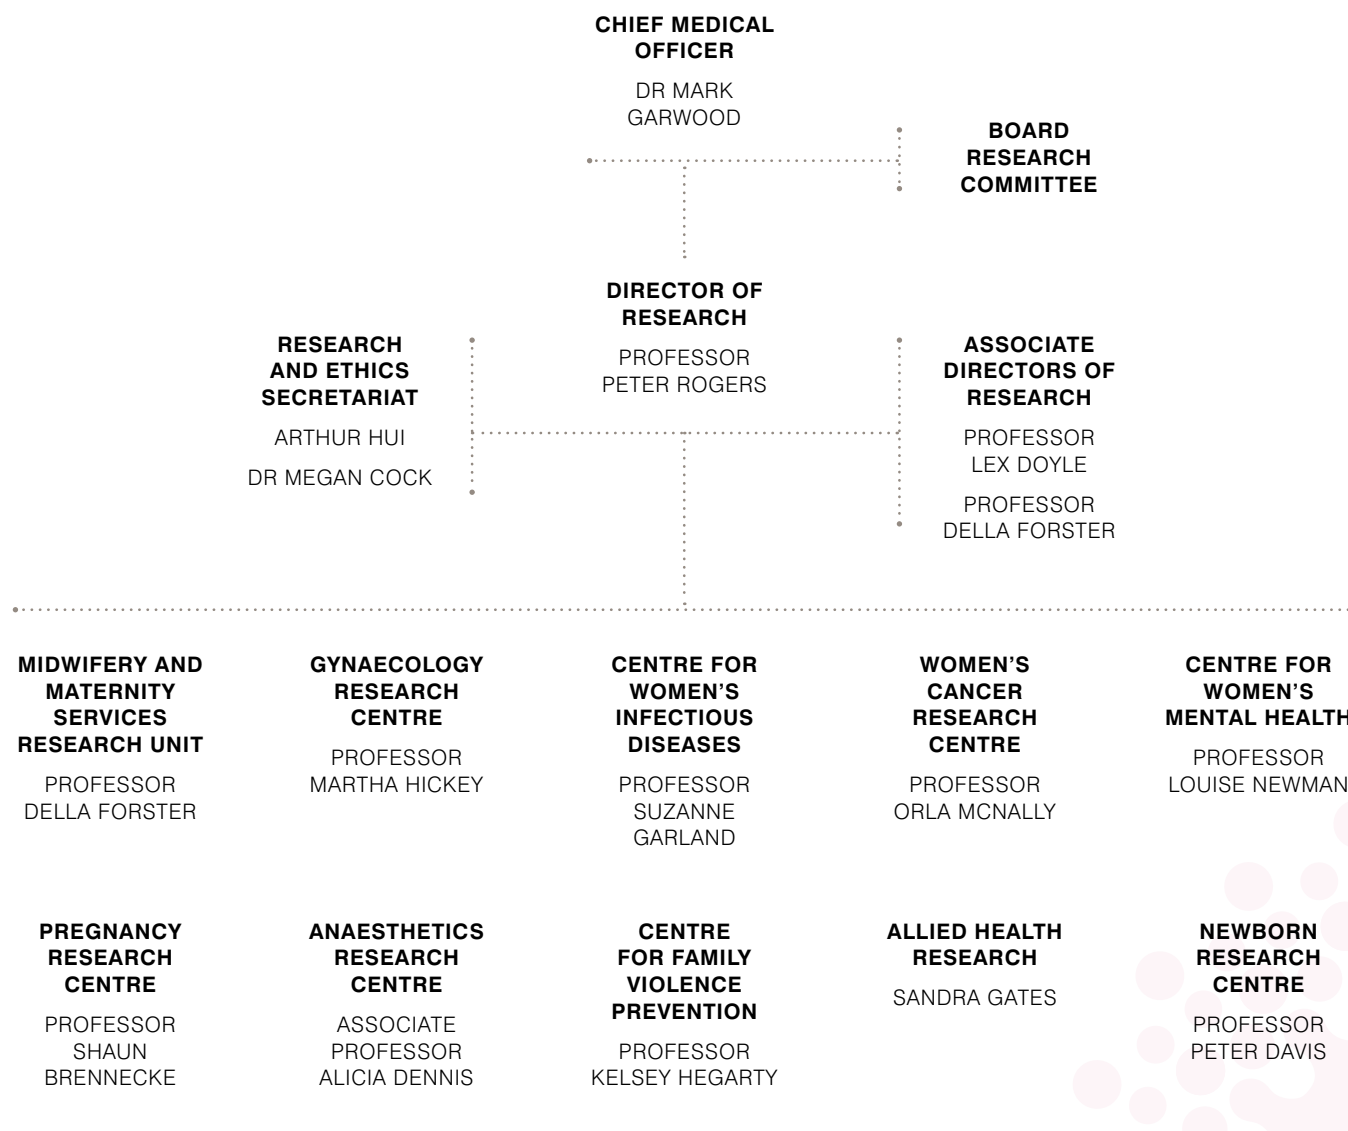 CHIEF MEDICAL
OFFICER
DR MARK
GARWOOD
BOARD
RESEARCH
COMMITTEE
DIRECTOR OF
RESEARCH
PROFESSOR
PETER ROGERS
RESEARCH
AND ETHICS
SECRETARIAT
ARTHUR HUI
DR MEGAN COCK
ASSOCIATE
DIRECTORS OF
RESEARCH
PROFESSOR
LEX DOYLE
PROFESSOR
DELLA FORSTER
MIDWIFERY AND
MATERNITY
SERVICES
RESEARCH UNIT
PROFESSOR
DELLA FORSTER
GYNAECOLOGY
RESEARCH
CENTRE
PROFESSOR
MARTHA HICKEY
CENTRE FOR
WOMEN’S
INFECTIOUS
DISEASES
PROFESSOR
SUZANNE
GARLAND
WOMEN’S
CANCER
RESEARCH
CENTRE
PROFESSOR
ORLA MCNALLY
CENTRE FOR
WOMEN’S
MENTAL HEALTH
PROFESSOR
LOUISE NEWMAN
PREGNANCY
RESEARCH
CENTRE
PROFESSOR
SHAUN
BRENNECKE
ANAESTHETICS
RESEARCH
CENTRE
ASSOCIATE
PROFESSOR
ALICIA DENNIS
CENTRE
FOR FAMILY
VIOLENCE
PREVENTION
PROFESSOR
KELSEY HEGARTY
ALLIED HEALTH
RESEARCH
SANDRA GATES
NEWBORN
RESEARCH
CENTRE
PROFESSOR
PETER DAVIS